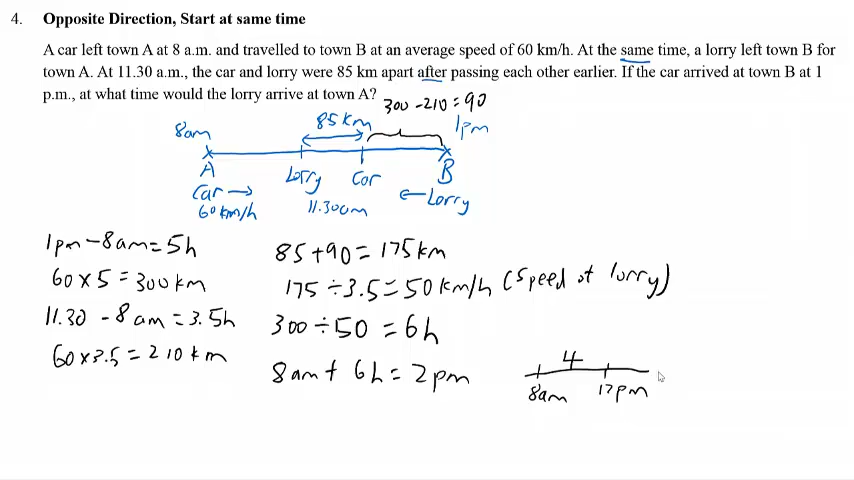 4. Opposite Direction, Start at same time
A car left town A at 8 a.m. and travelled to town B at an average speed of 60 km/h. At the same time, a lorry left town B for
town A. At 11.30 a.m., the car and lorry were 85 km apart after passing each other earlier. If the car arrived at town B at 1
p.m., at what time would the lorry arrive at town A?
300 - 210 = 90
85 km
8am
1pm
A
Lorry
Car
B
Car →
← Lorry
60 km/h
11.30am
1pm - 8am = 5h
60 × 5 = 300 km
11.30 - 8am = 3.5h
60 × 3.5 = 210 km
85 + 90 = 175 km
175 ÷ 3.5 = 50 km/h (speed of lorry)
300 ÷ 50 = 6h
8am + 6h = 2pm
4
8am
12pm